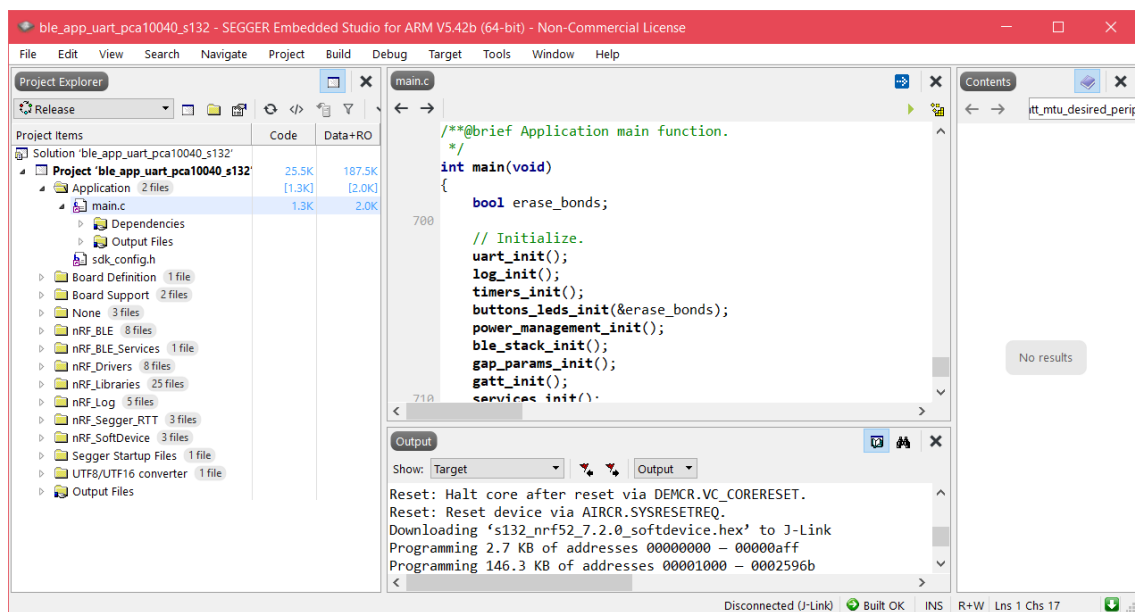 ble_app_uart_pca10040_s132 - SEGGER Embedded Studio for ARM V5.42b (64-bit) - Non-Commercial License
File Edit View Search Navigate Project Build Debug Target Tools Window Help
Project Explorer
Release
Project Items Code Data+RO
Solution 'ble_app_uart_pca10040_s132'
Project 'ble_app_uart_pca10040_s132' 25.5K 187.5K
Application 2 files [1.3K] [2.0K]
main.c 1.3K 2.0K
Dependencies
Output Files
sdk_config.h
Board Definition 1 file
Board Support 2 files
None 3 files
nRF_BLE 8 files
nRF_BLE_Services 1 file
nRF_Drivers 8 files
nRF_Libraries 25 files
nRF_Log 5 files
nRF_Segger_RTT 3 files
nRF_SoftDevice 3 files
Segger Startup Files 1 file
UTF8/UTF16 converter 1 file
Output Files
main.c
/**@brief Application main function.
*/
int main(void)
{
bool erase_bonds;
700
// Initialize.
uart_init();
log_init();
timers_init();
buttons_leds_init(&erase_bonds);
power_management_init();
ble_stack_init();
gap_params_init();
gatt_init();
710 services_init();
Output
Show: Target Output
Reset: Halt core after reset via DEMCR.VC_CORERESET.
Reset: Reset device via AIRCR.SYSRESETREQ.
Downloading ‘s132_nrf52_7.2.0_softdevice.hex’ to J-Link
Programming 2.7 KB of addresses 00000000 — 00000aff
Programming 146.3 KB of addresses 00001000 — 0002596b
Contents
tt_mtu_desired_perip
No results
Disconnected (J-Link) Built OK INS R+W Lns 1 Chs 17